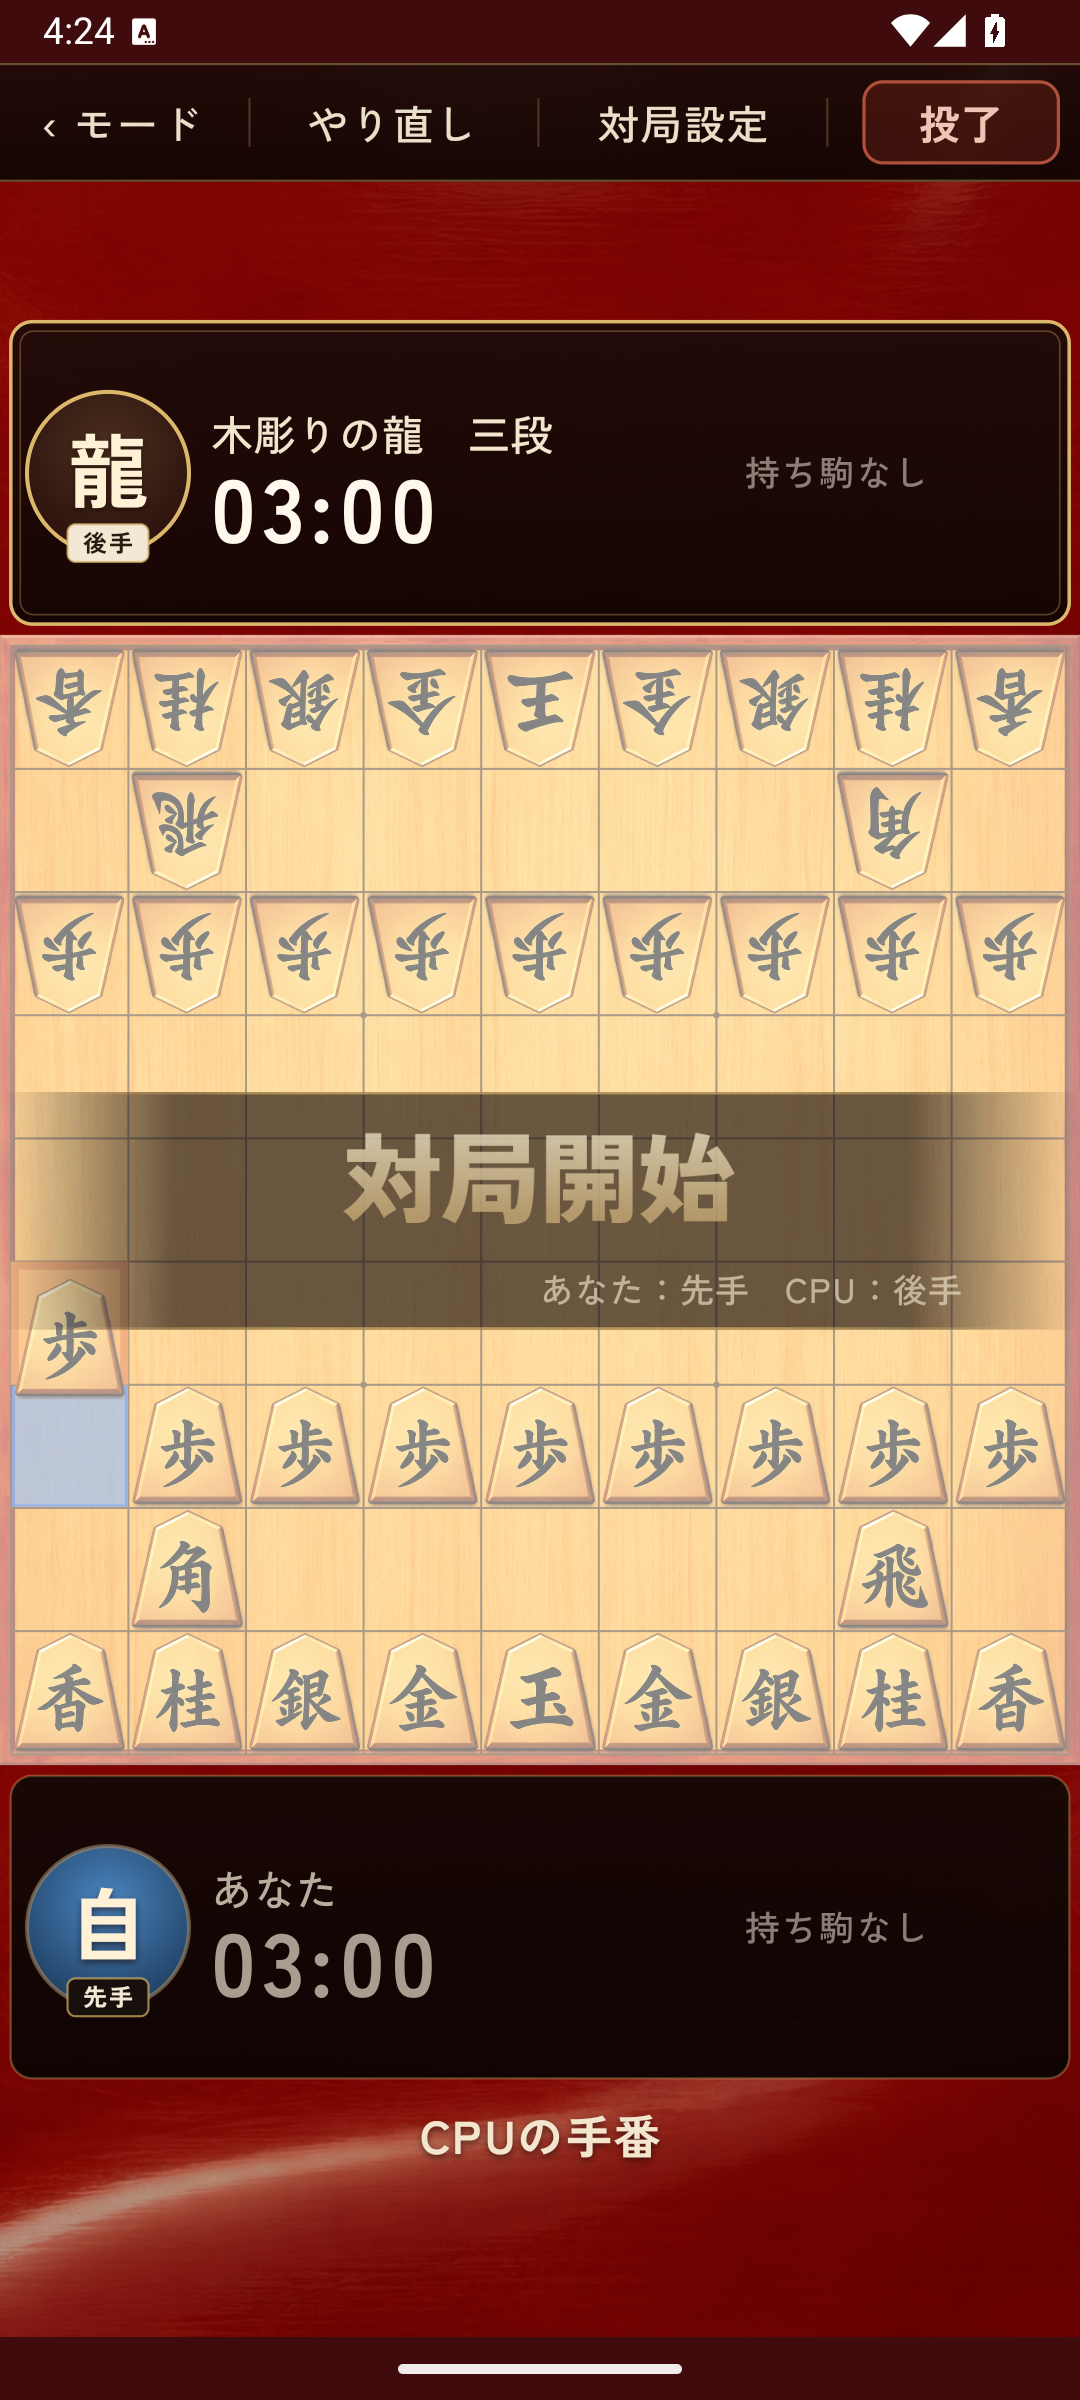 4:24 A
‹ モード やり直し 対局設定 投了
龍
後手
木彫りの龍　三段
03:00
持ち駒なし
香 桂 銀 金 王 金 銀 桂 香
飛 角
歩 歩 歩 歩 歩 歩 歩 歩 歩
対局開始
あなた：先手　CPU：後手
歩
歩 歩 歩 歩 歩 歩 歩 歩
角 飛
香 桂 銀 金 玉 金 銀 桂 香
自
先手
あなた
03:00
持ち駒なし
CPUの手番